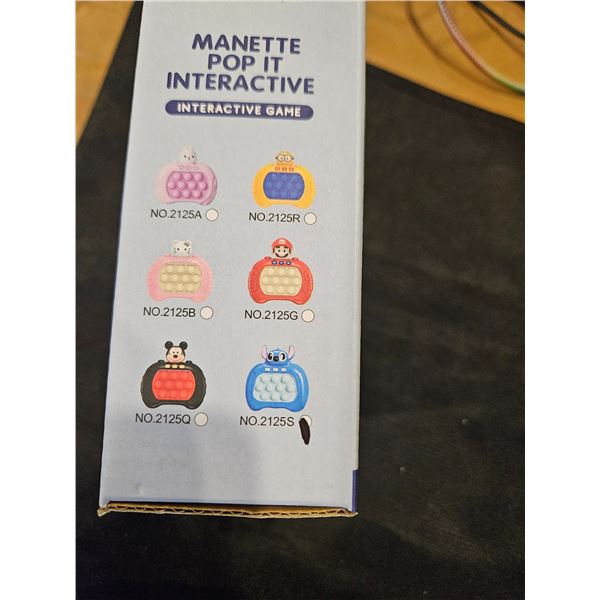 MANETTE
POP IT
INTERACTIVE
INTERACTIVE GAME
NO.2125A NO.2125R
NO.2125B NO.2125G
NO.2125Q NO.2125S